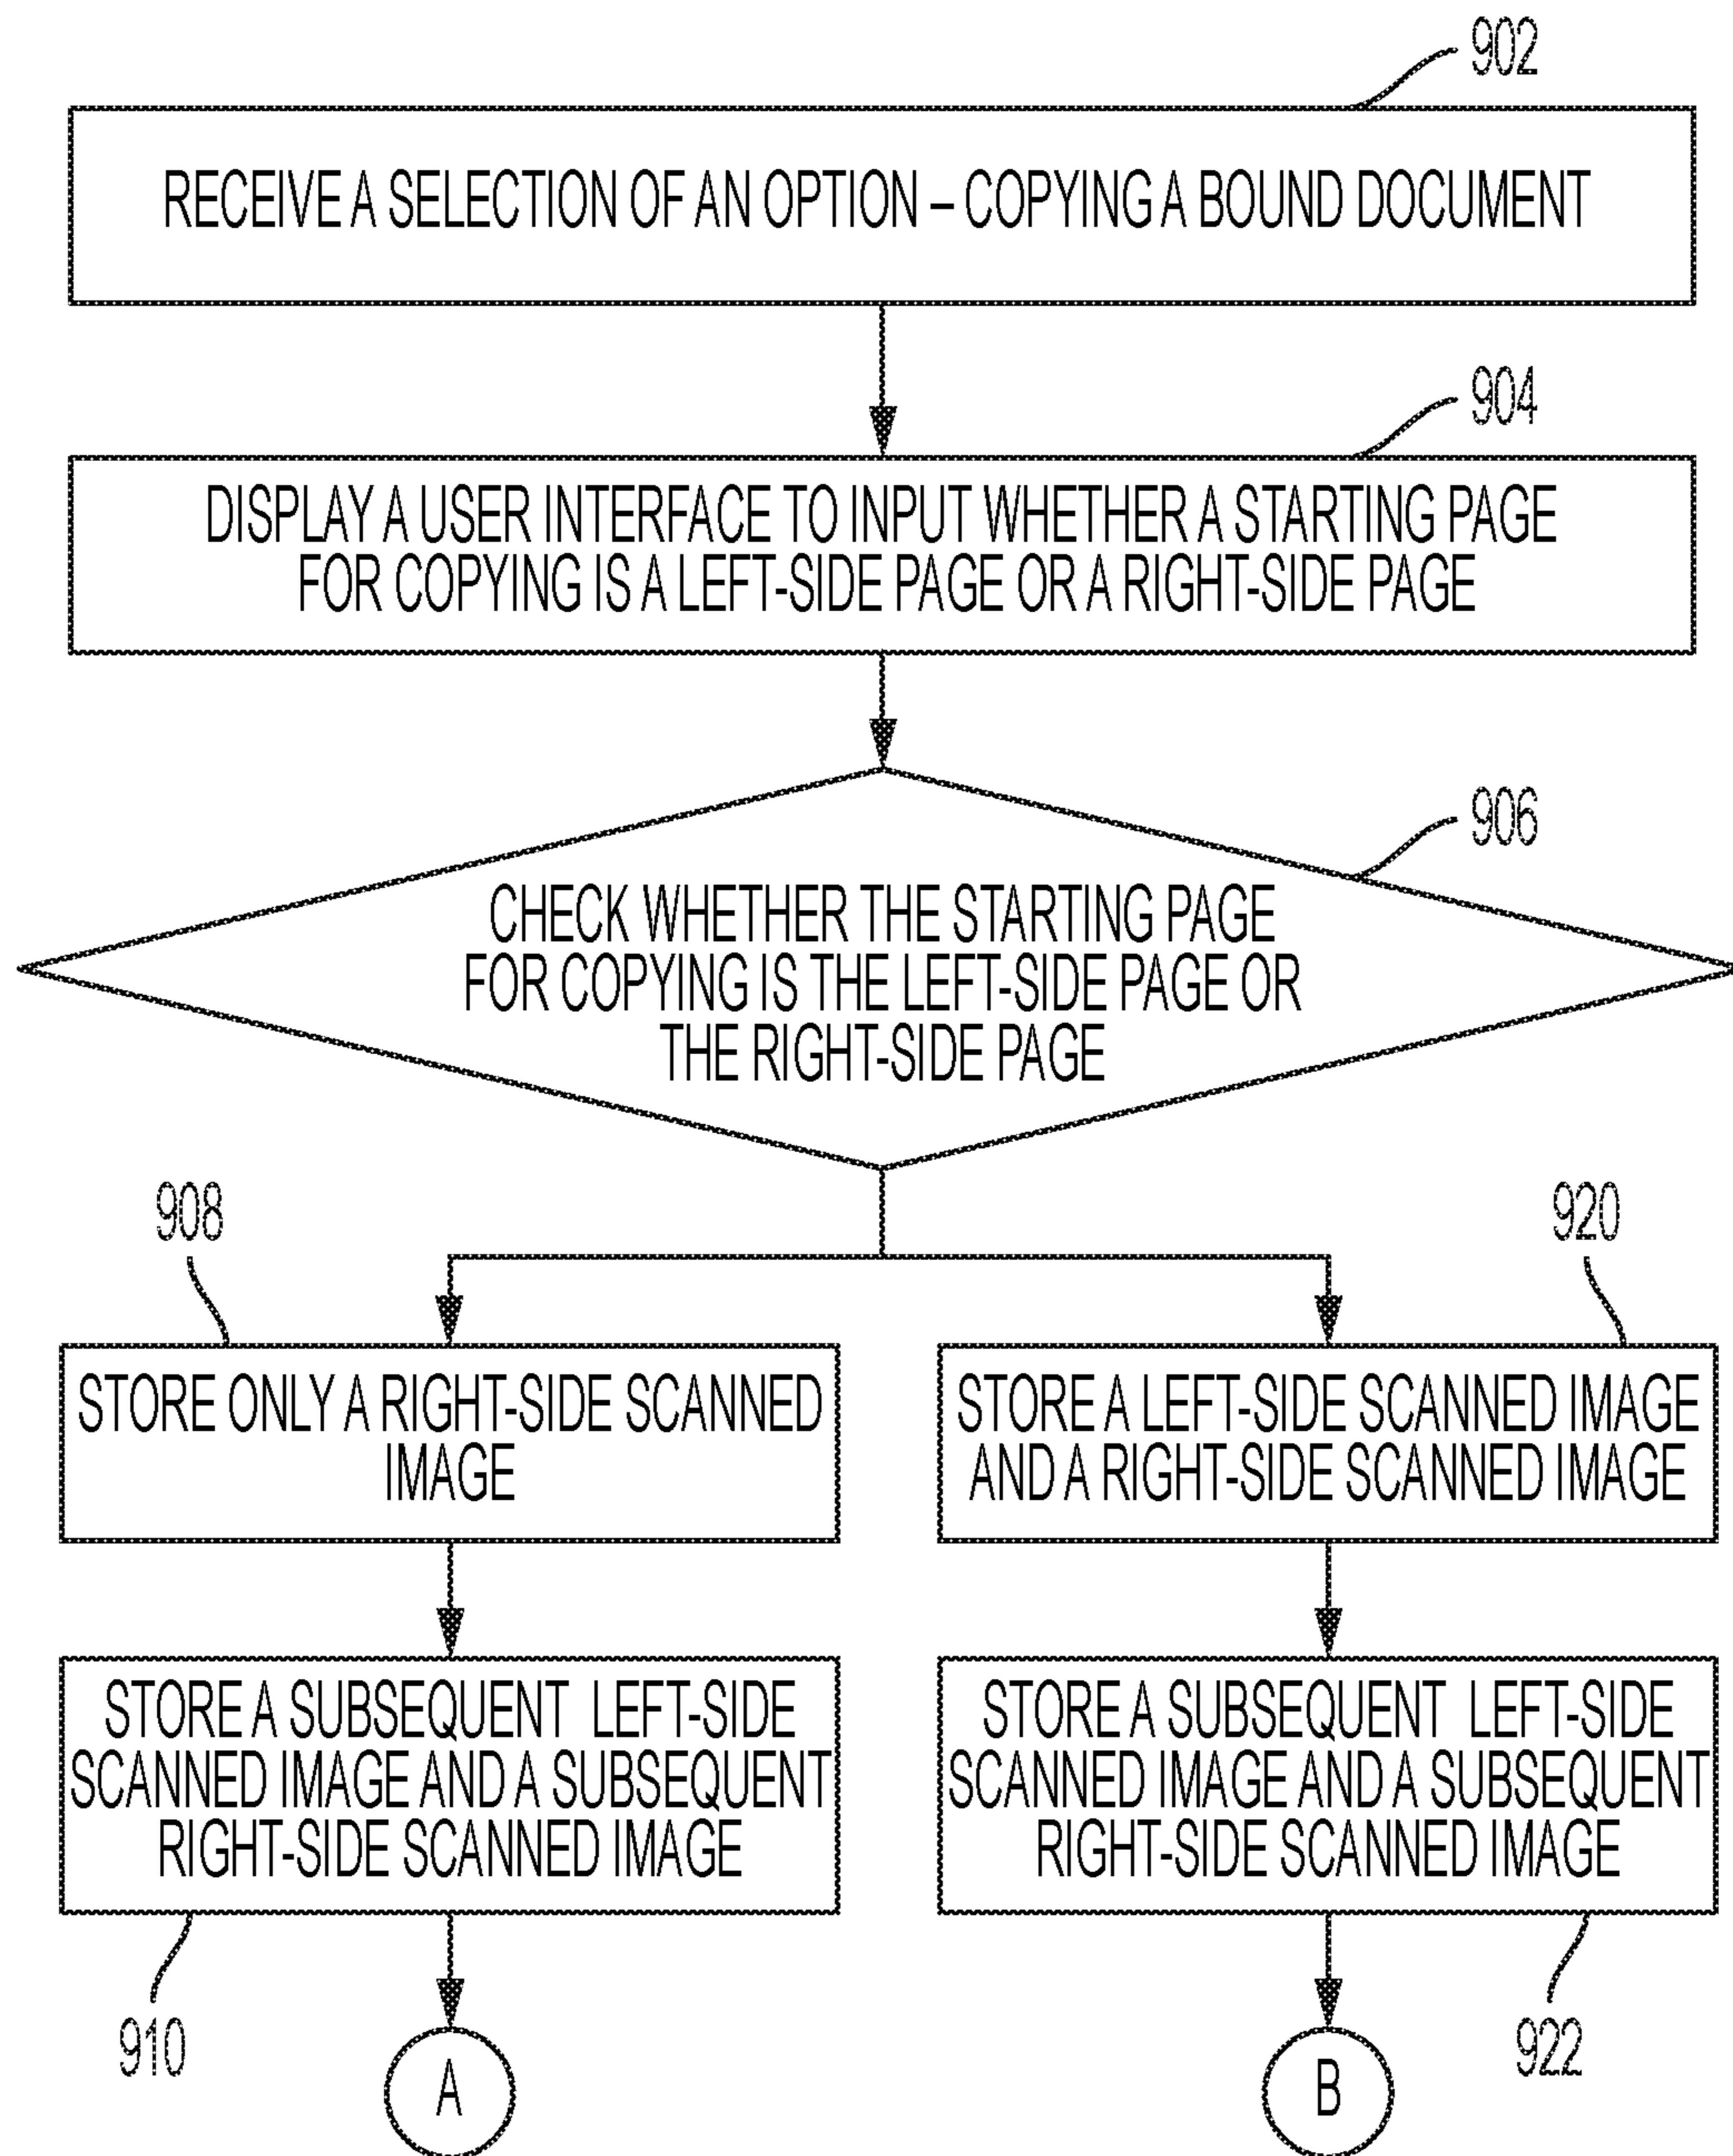 902
RECEIVE A SELECTION OF AN OPTION – COPYING A BOUND DOCUMENT
904
DISPLAY A USER INTERFACE TO INPUT WHETHER A STARTING PAGE
FOR COPYING IS A LEFT-SIDE PAGE OR A RIGHT-SIDE PAGE
906
CHECK WHETHER THE STARTING PAGE
FOR COPYING IS THE LEFT-SIDE PAGE OR
THE RIGHT-SIDE PAGE
908
STORE ONLY A RIGHT-SIDE SCANNED
IMAGE
920
STORE A LEFT-SIDE SCANNED IMAGE
AND A RIGHT-SIDE SCANNED IMAGE
STORE A SUBSEQUENT LEFT-SIDE
SCANNED IMAGE AND A SUBSEQUENT
RIGHT-SIDE SCANNED IMAGE
910
STORE A SUBSEQUENT LEFT-SIDE
SCANNED IMAGE AND A SUBSEQUENT
RIGHT-SIDE SCANNED IMAGE
922
A
B